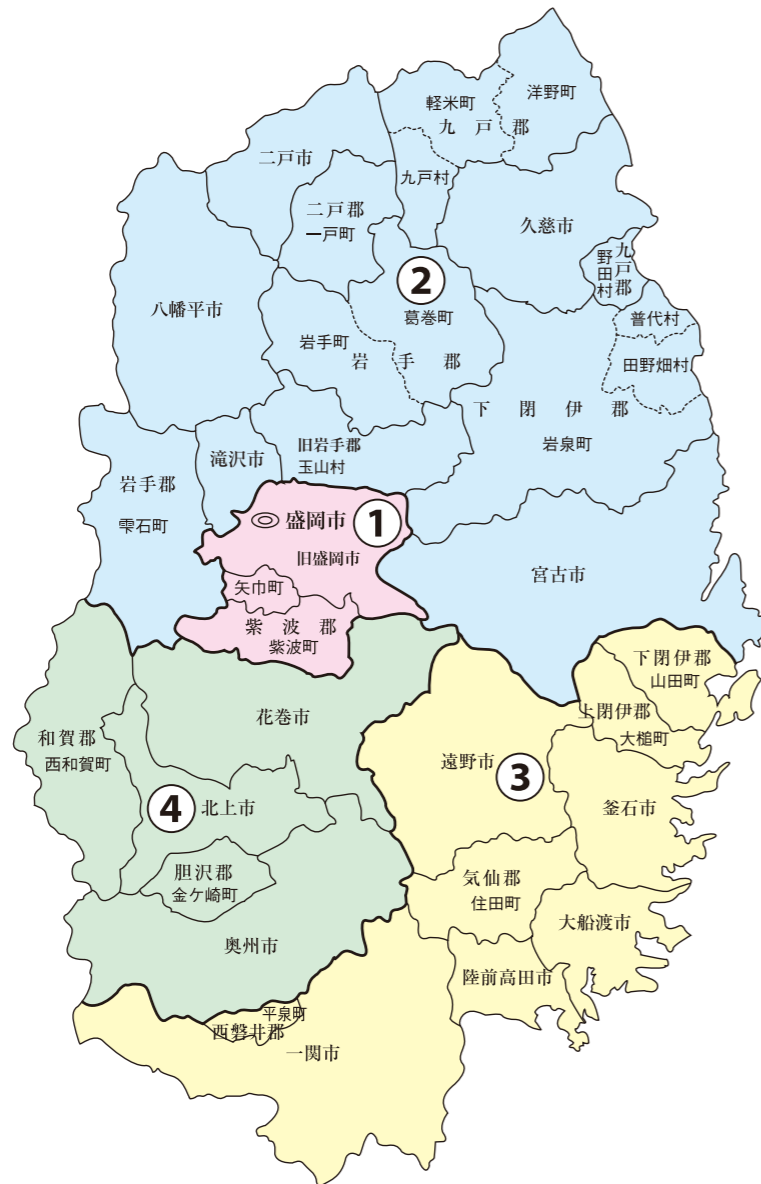 洋野町
軽米町
九戸郡
二戸市
九戸村
二戸郡
一戸町
久慈市
九戸郡
野田村
②
葛巻町
八幡平市
普代村
岩手町
岩手郡
田野畑村
下閉伊郡
岩泉町
旧岩手郡
玉山村
滝沢市
岩手郡
雫石町
盛岡市
①
旧盛岡市
宮古市
矢巾町
紫波郡
紫波町
下閉伊郡
山田町
上閉伊郡
大槌町
花巻市
和賀郡
西和賀町
遠野市
③
④
北上市
釜石市
胆沢郡
金ケ崎町
気仙郡
住田町
大船渡市
奥州市
陸前高田市
平泉町
西磐井郡
一関市